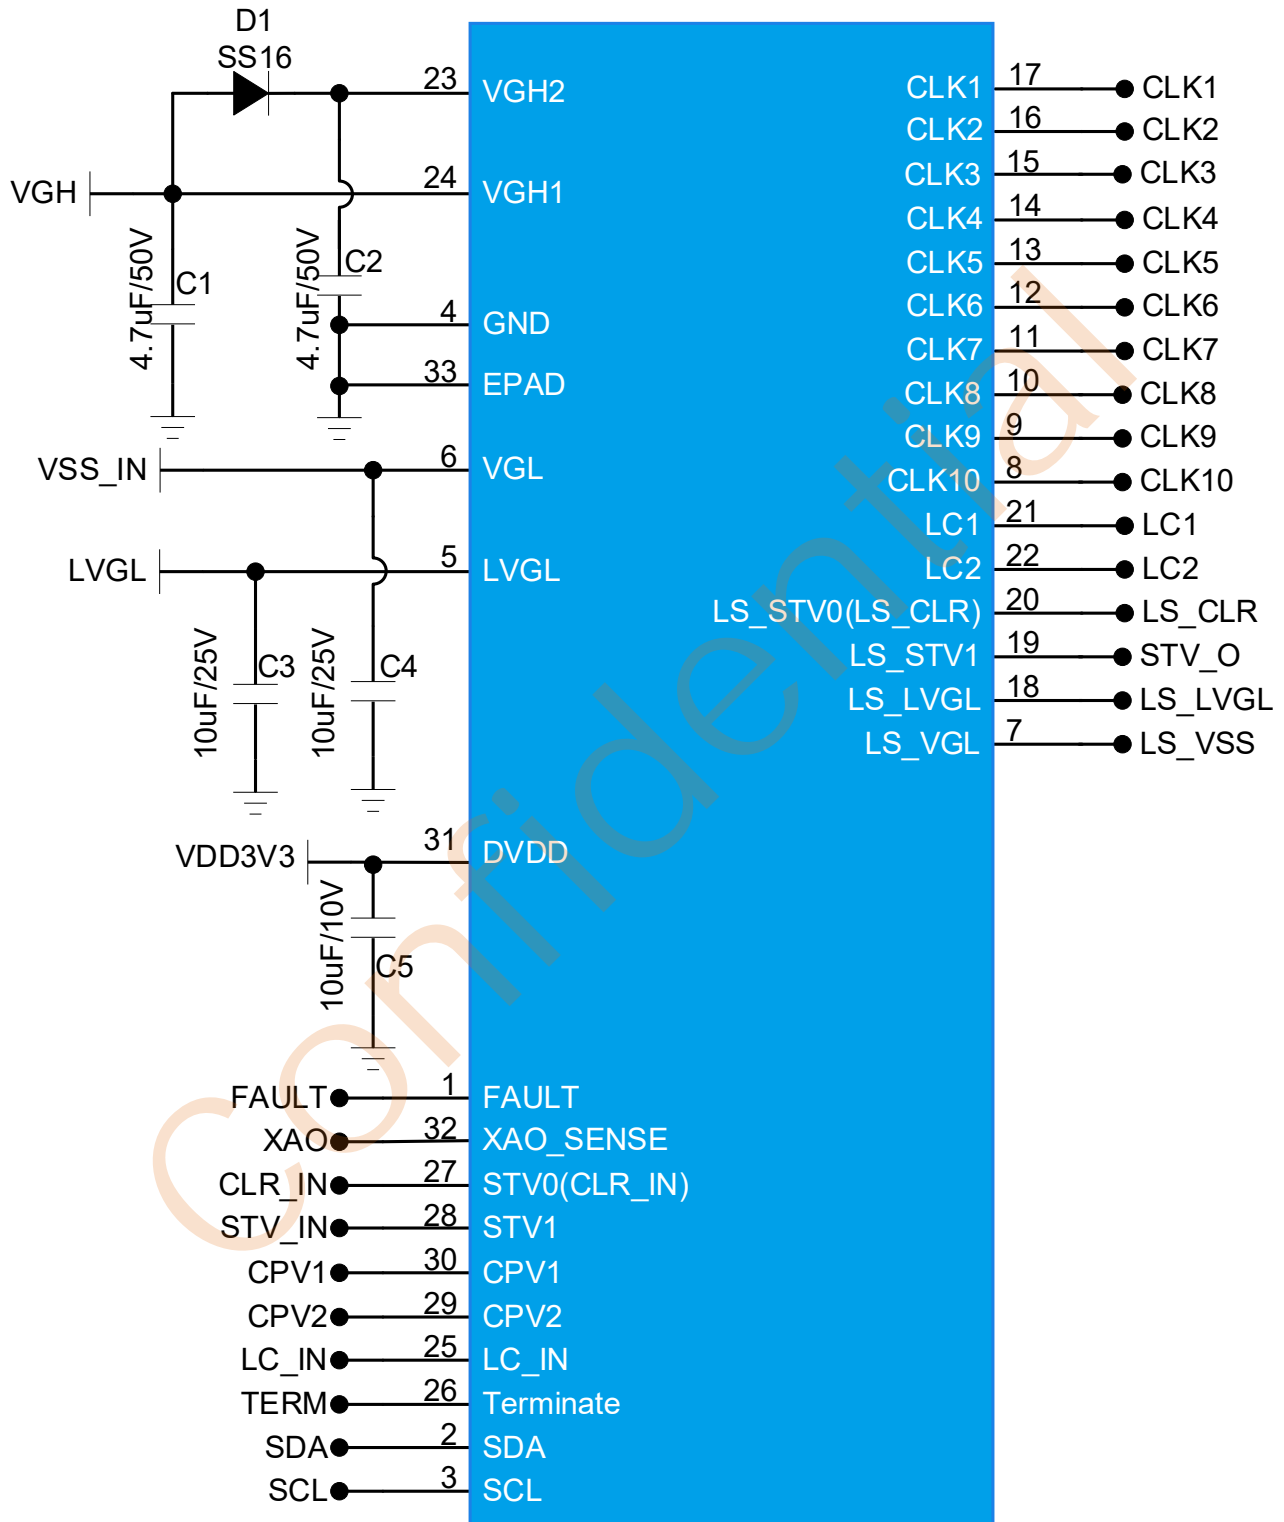 D1
SS16
23 VGH2
CLK1 17 CLK1
CLK2 16 CLK2
CLK3 15 CLK3
VGH 24 VGH1
CLK4 14 CLK4
CLK5 13 CLK5
4.7uF/50V C1
4.7uF/50V C2
CLK6 12 CLK6
4 GND
CLK7 11 CLK7
33 EPAD
CLK8 10 CLK8
CLK9 9 CLK9
VSS_IN 6 VGL
CLK10 8 CLK10
LC1 21 LC1
LVGL 5 LVGL
LC2 22 LC2
LS_STV0(LS_CLR) 20 LS_CLR
LS_STV1 19 STV_O
10uF/25V C3
10uF/25V C4
LS_LVGL 18 LS_LVGL
LS_VGL 7 LS_VSS
VDD3V3 31 DVDD
10uF/10V C5
FAULT 1 FAULT
XAO 32 XAO_SENSE
CLR_IN 27 STV0(CLR_IN)
STV_IN 28 STV1
CPV1 30 CPV1
CPV2 29 CPV2
LC_IN 25 LC_IN
TERM 26 Terminate
SDA 2 SDA
SCL 3 SCL
Confidential